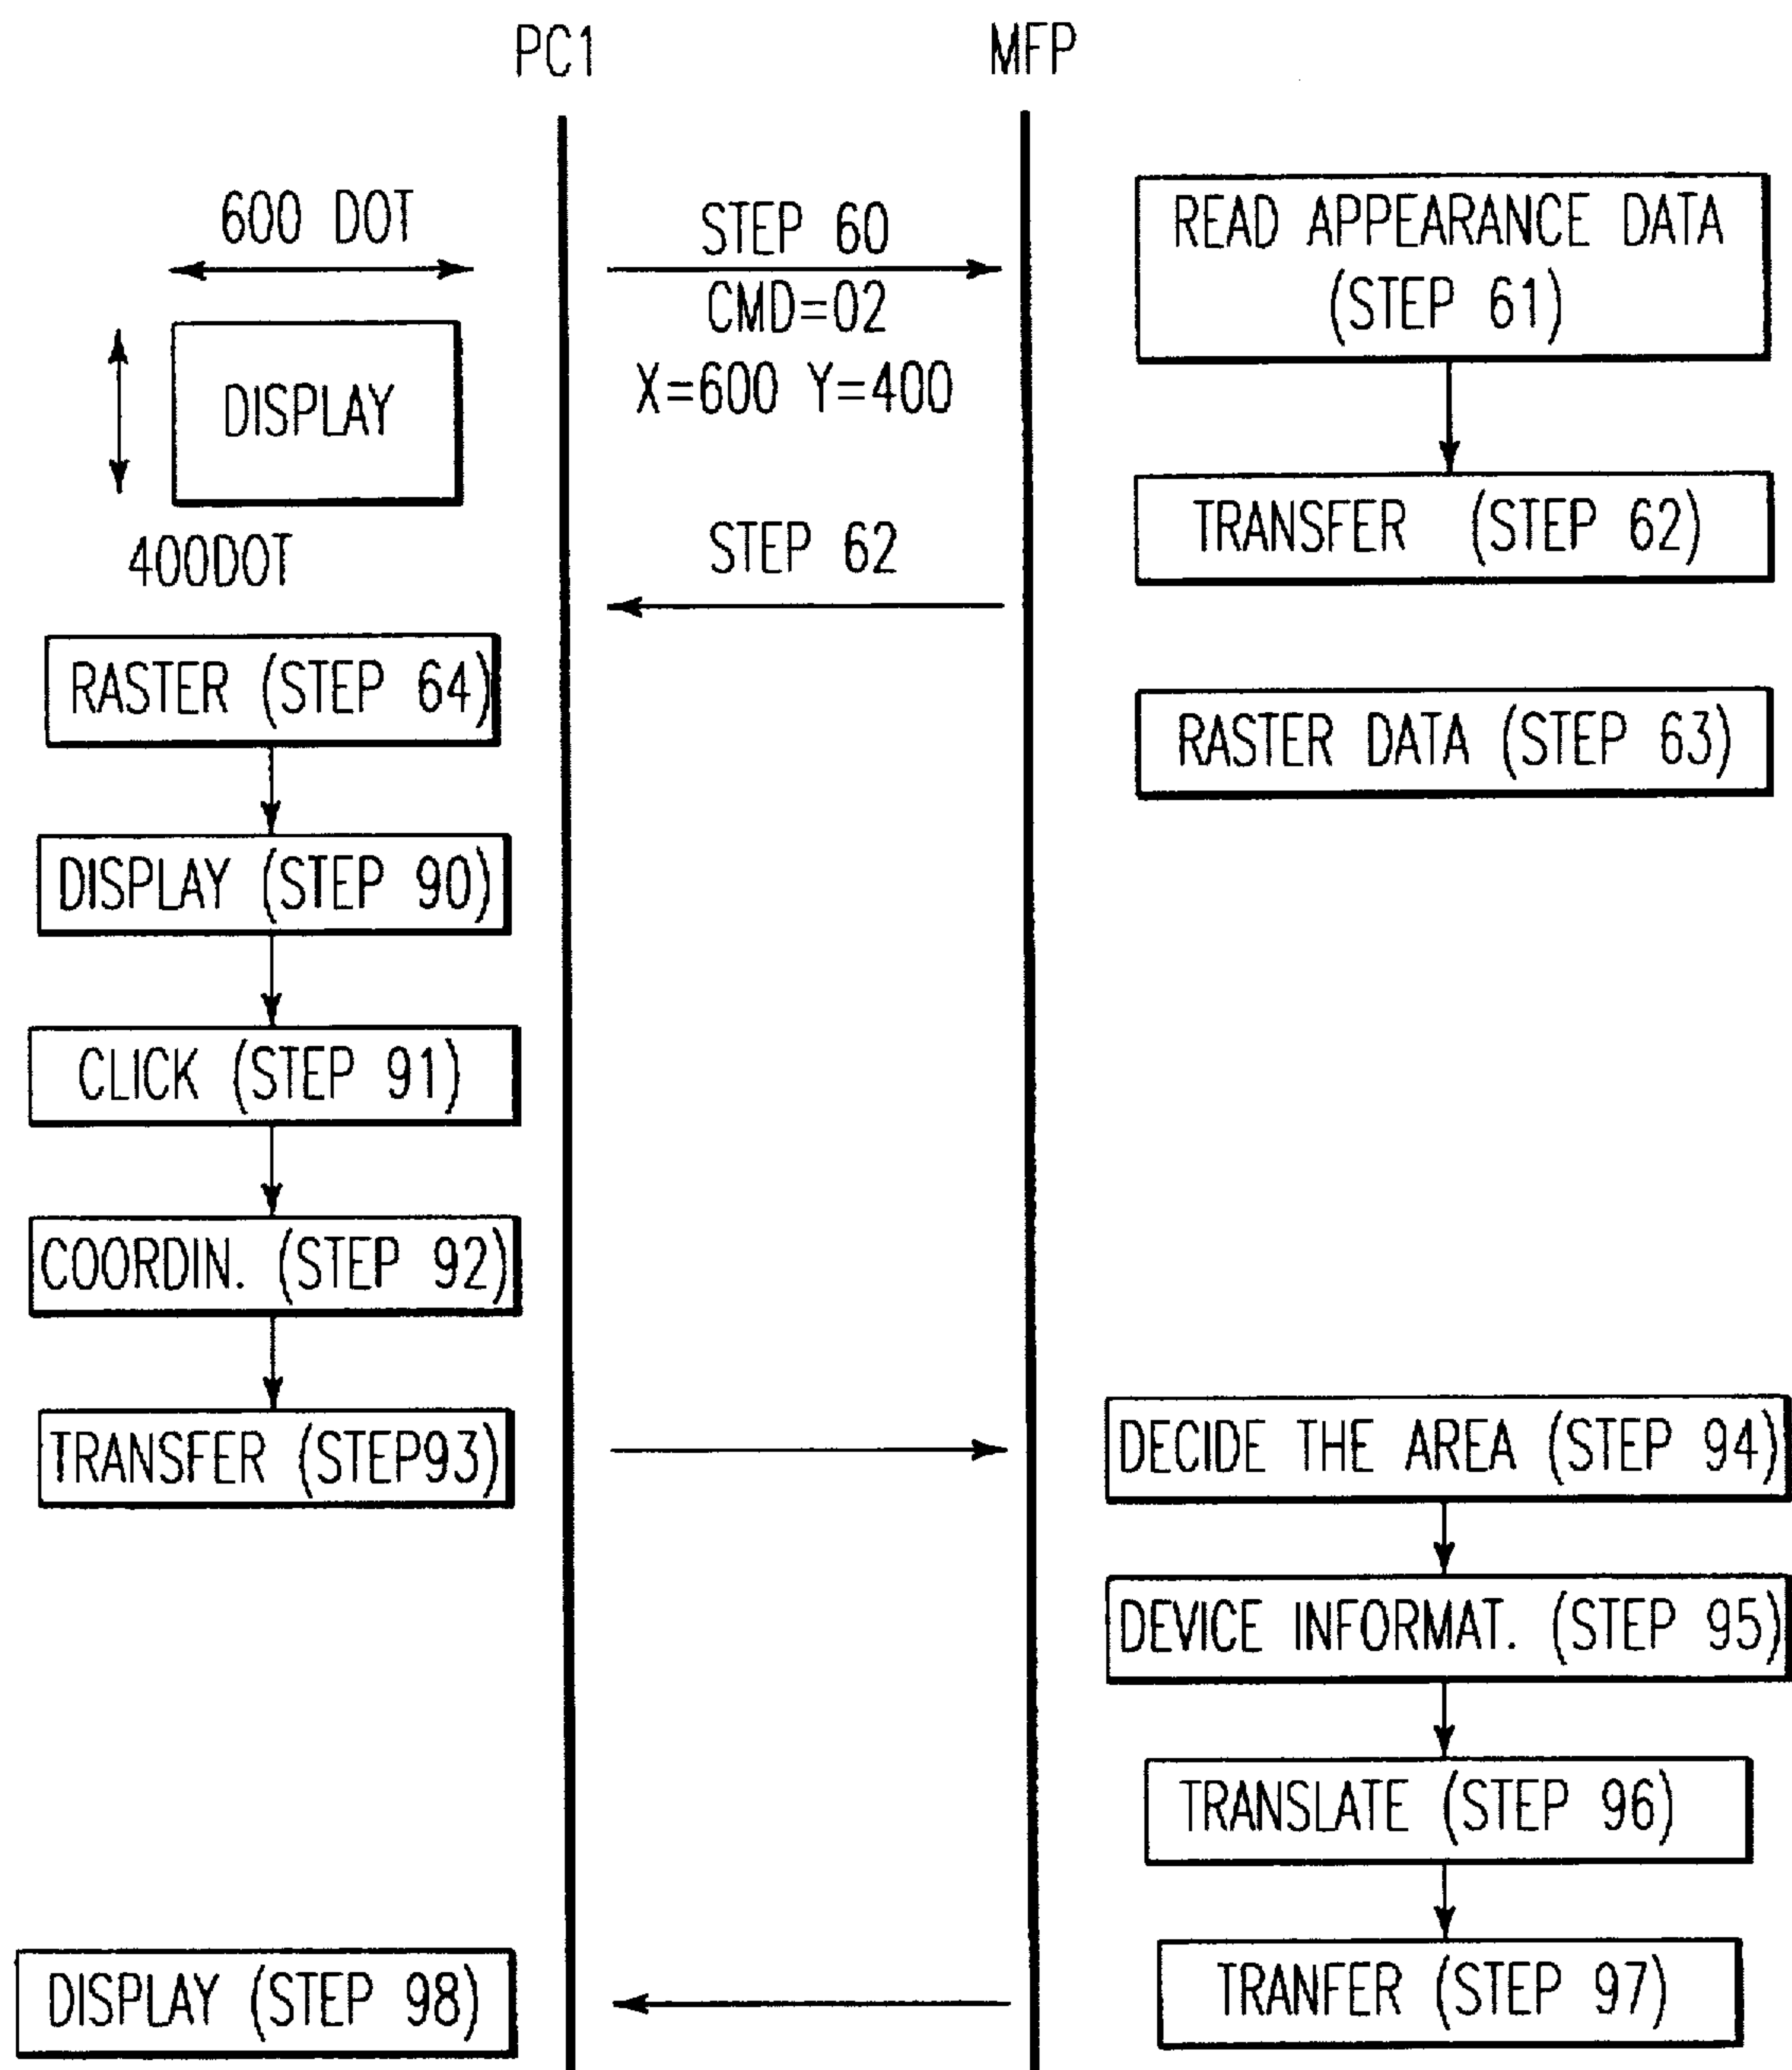 PC1
MFP
600 DOT
STEP 60
CMD=02
X=600 Y=400
READ APPEARANCE DATA
(STEP 61)
DISPLAY
400DOT
STEP 62
TRANSFER (STEP 62)
RASTER (STEP 64)
RASTER DATA (STEP 63)
DISPLAY (STEP 90)
CLICK (STEP 91)
COORDIN. (STEP 92)
TRANSFER (STEP93)
DECIDE THE AREA (STEP 94)
DEVICE INFORMAT. (STEP 95)
TRANSLATE (STEP 96)
DISPLAY (STEP 98)
TRANFER (STEP 97)